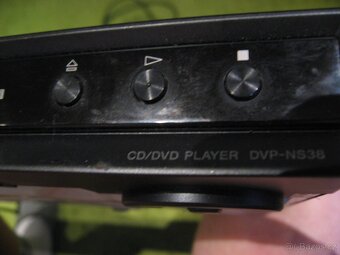 CD/DVD PLAYER DVP-NS38